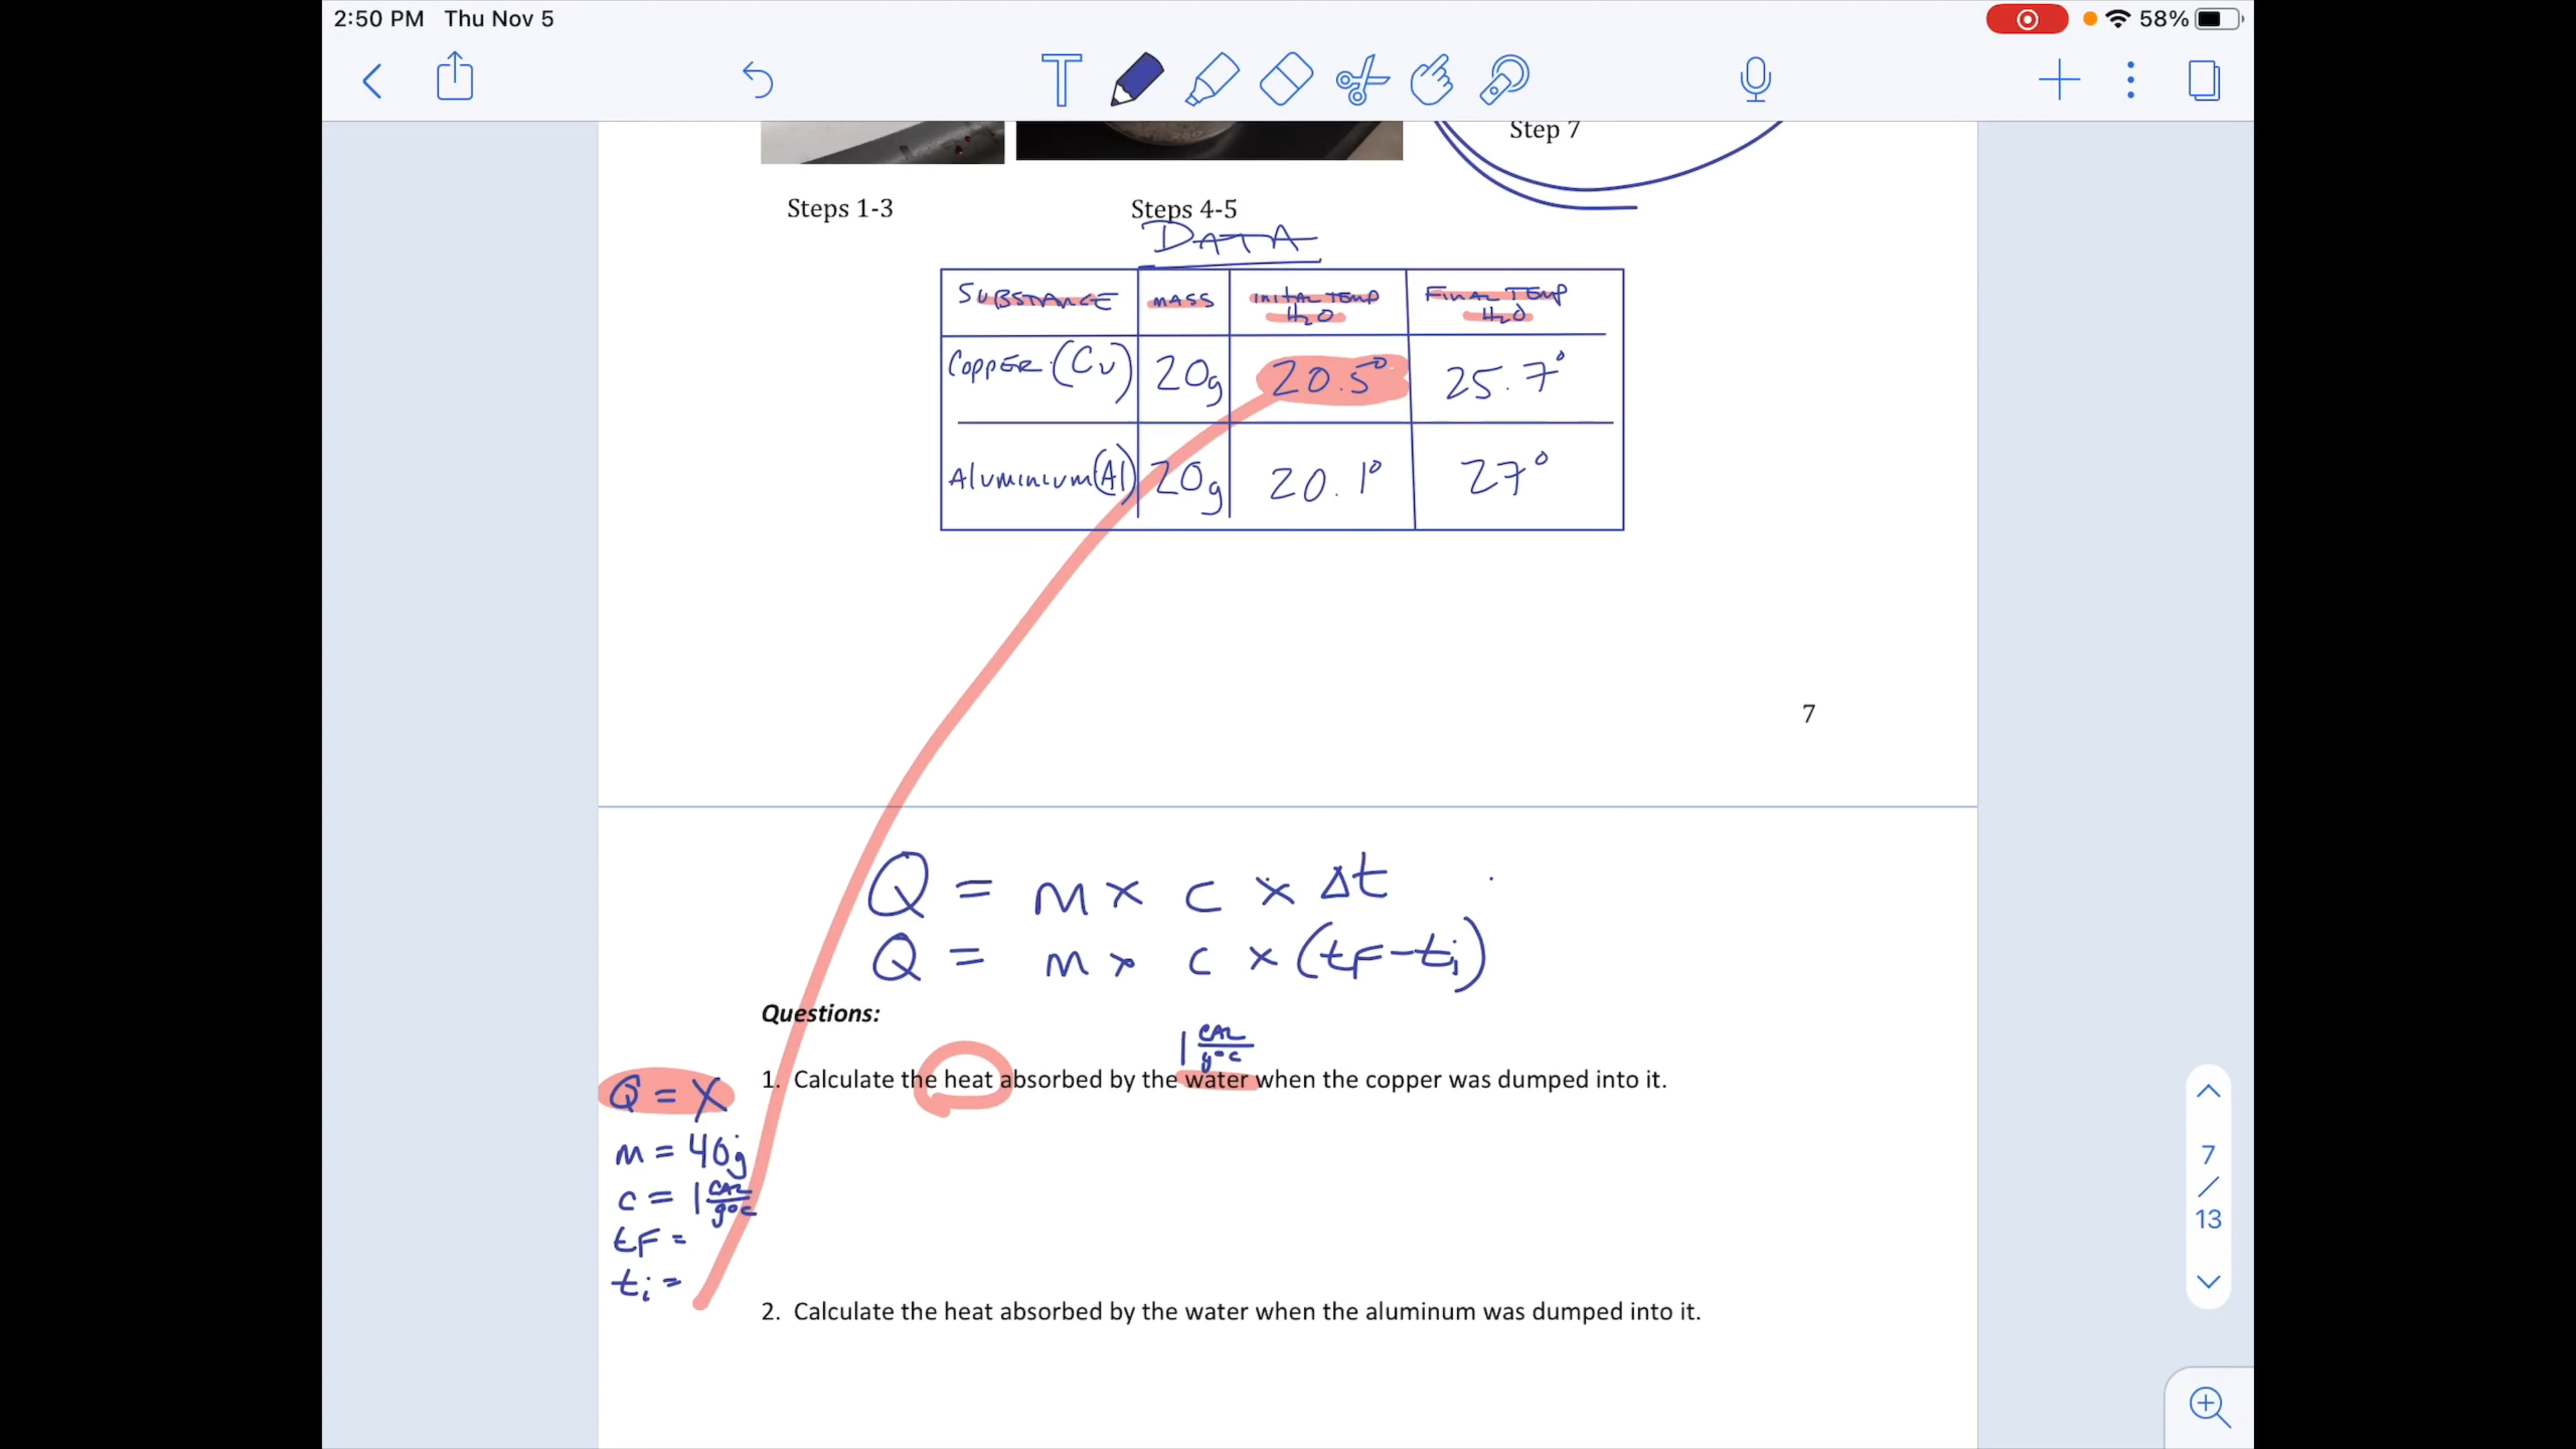 2:50 PM Thu Nov 5 58%
Step 7
Steps 1-3 Steps 4-5
DATA
SUBSTANCE MASS INITAL TEMP H₂O FINAL TEMP H₂O
COPPER (Cu) 20g 20.5° 25.7°
Aluminium (Al) 20g 20.1° 27°
7
Q = m × c × Δt
Q = m × c × (tF - ti)
Questions:
1 CAL/g°C
1. Calculate the heat absorbed by the water when the copper was dumped into it.
Q = X
m = 40g
c = 1 CAL/g°C
tF =
ti =
2. Calculate the heat absorbed by the water when the aluminum was dumped into it.
7
/
13